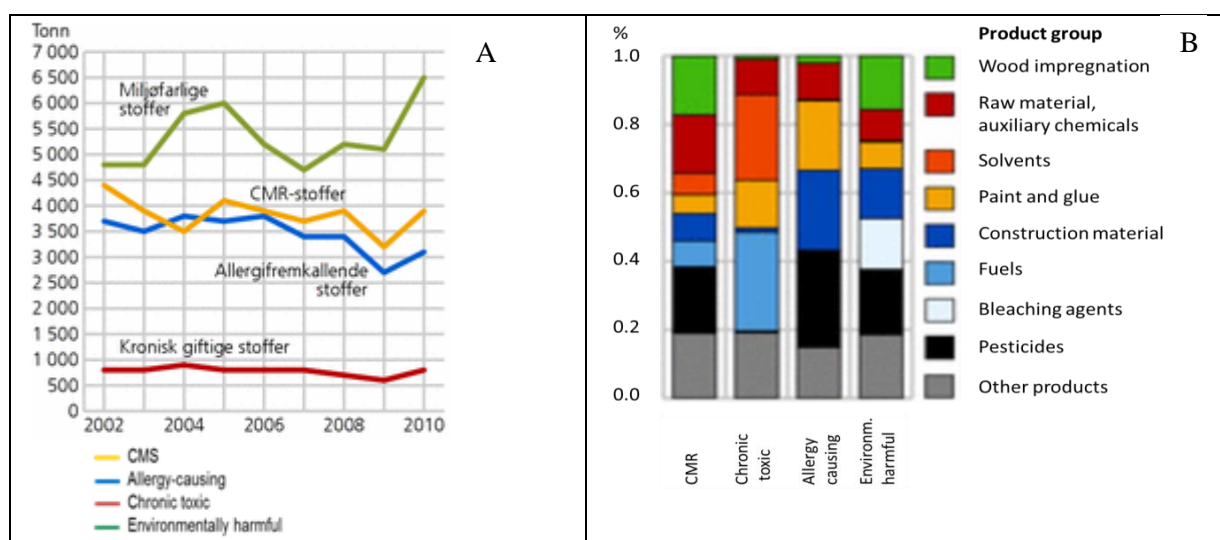 A
Tonn
7 000
6 500
6 000
5 500
5 000
4 500
4 000
3 500
3 000
2 500
2 000
1 500
1 000
500
0
Miljøfarlige
stoffer
CMR-stoffer
Allergifremkallende
stoffer
Kronisk giftige stoffer
2002
2004
2006
2008
2010
CMS
Allergy-causing
Chronic toxic
Environmentally harmful
B
%
1.0
0.8
0.6
0.4
0.2
0.0
CMR
Chronic
toxic
Allergy
causing
Environm.
harmful
Product group
Wood impregnation
Raw material,
auxiliary chemicals
Solvents
Paint and glue
Construction material
Fuels
Bleaching agents
Pesticides
Other products